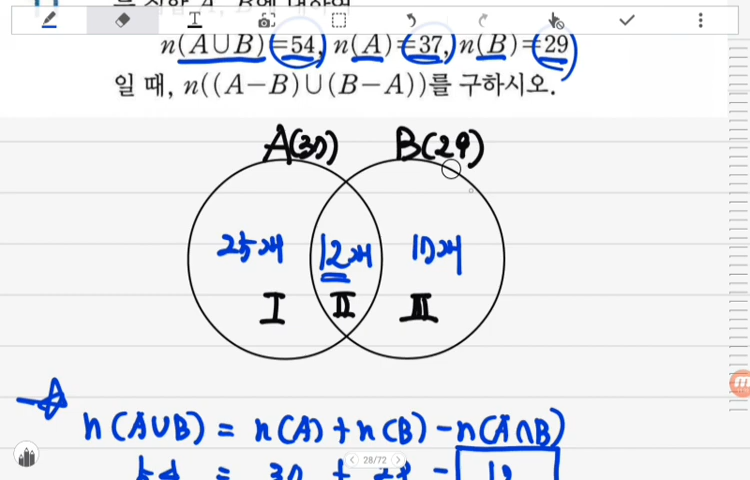 n(A∪B)=54, n(A)=37, n(B)=29
일 때, n((A−B)∪(B−A))를 구하시오.
A(37) B(29)
25개 12개 17개
Ⅰ Ⅱ Ⅲ
n(A∪B) = n(A) + n(B) − n(A∩B)
28/72